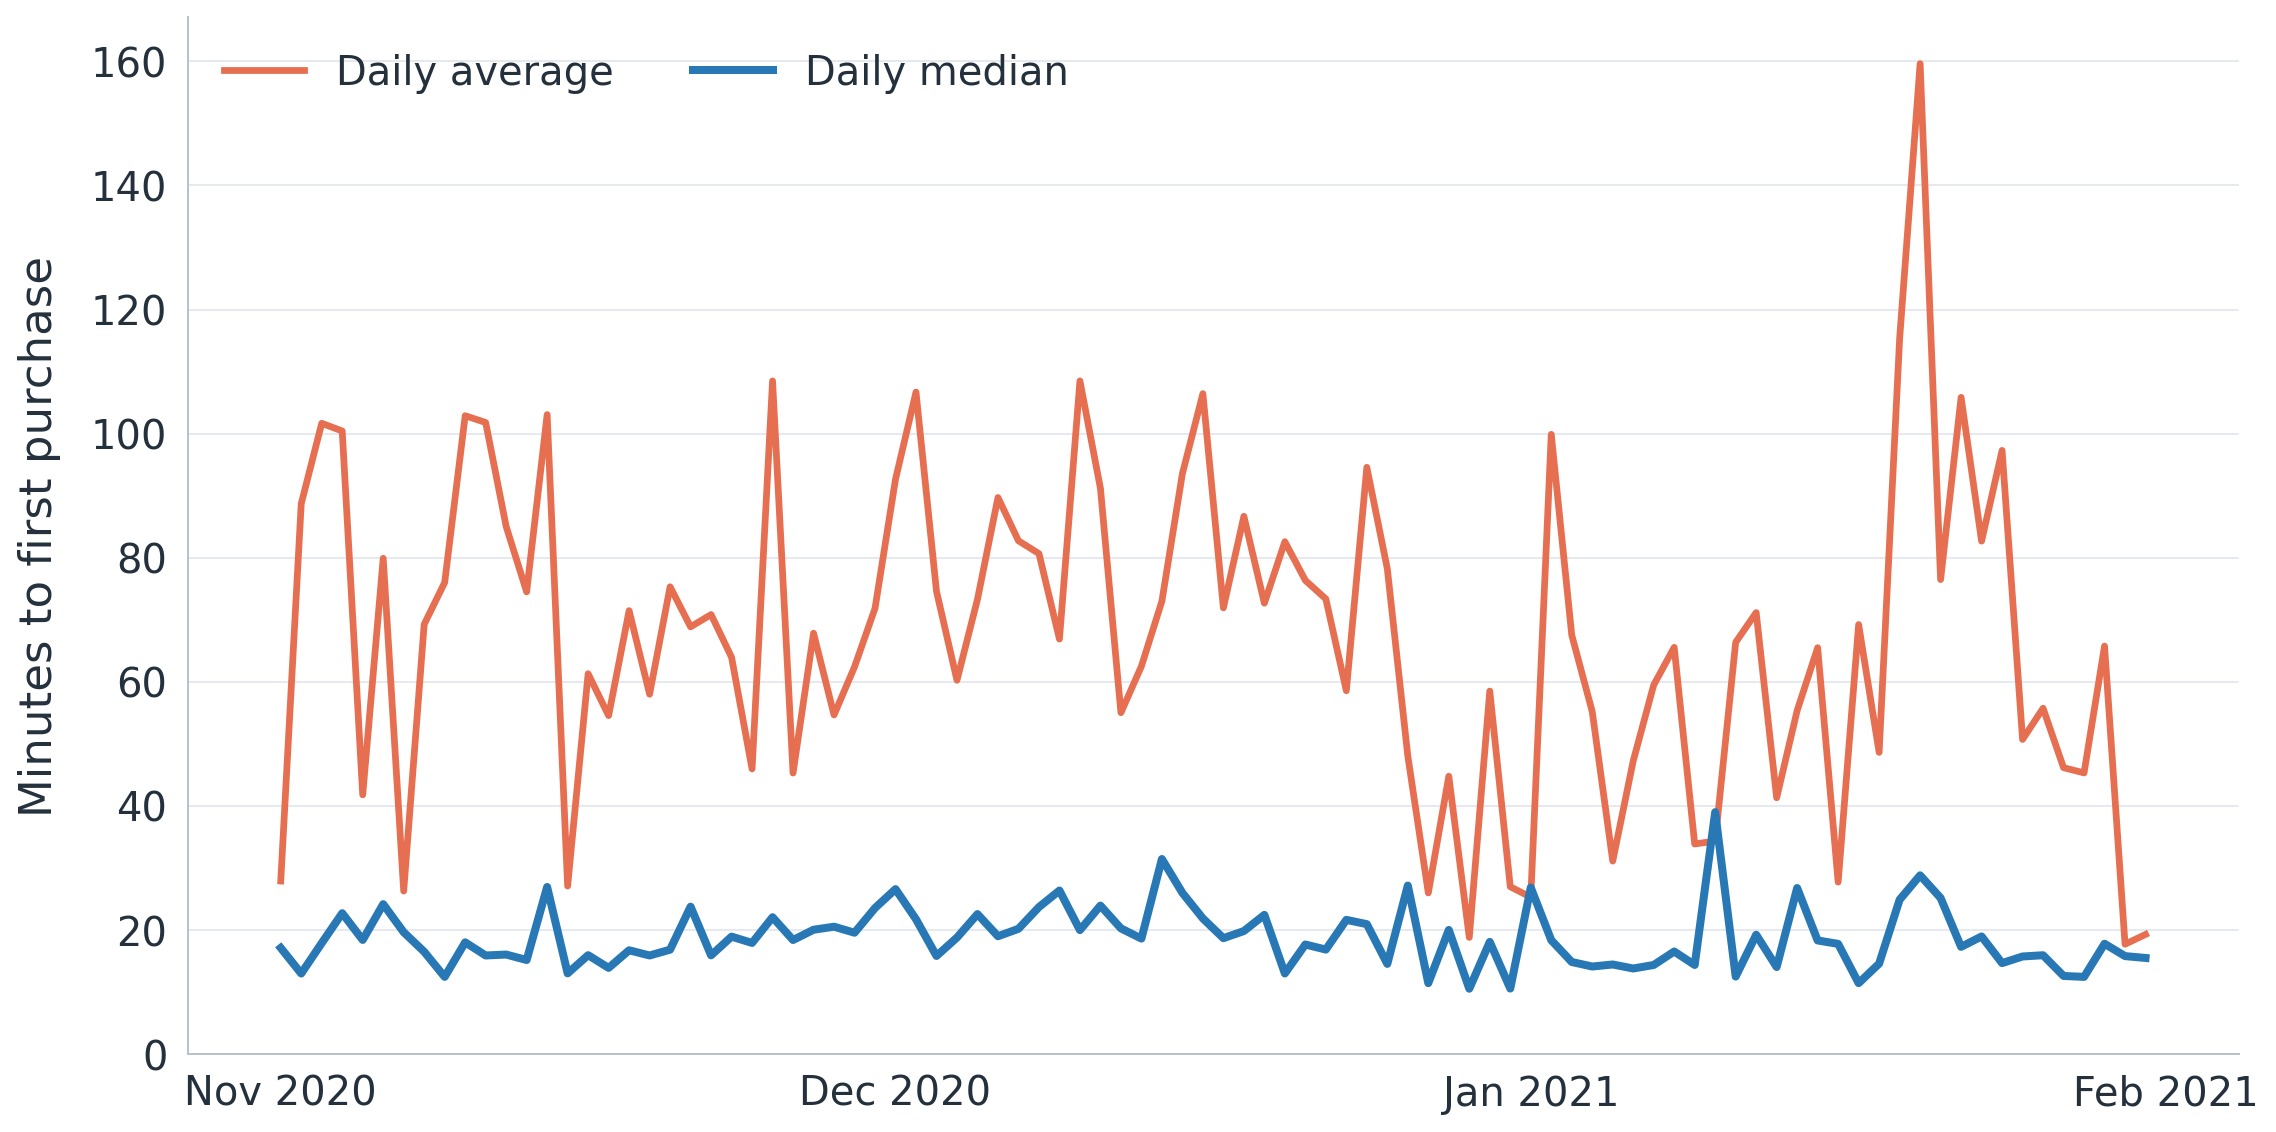 160
Daily average
Daily median
140
120
100
80
60
40
20
0
Minutes to first purchase
Nov 2020
Dec 2020
Jan 2021
Feb 2021